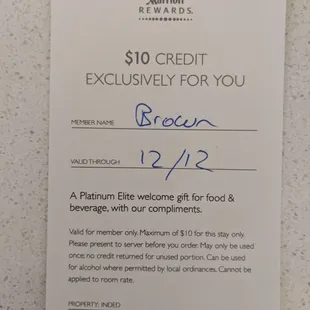 Marriott
REWARDS.
$10 CREDIT
EXCLUSIVELY FOR YOU
MEMBER NAME Brown
VALID THROUGH 12/12
A Platinum Elite welcome gift for food &
beverage, with our compliments.
Valid for member only. Maximum of $10 for this stay only.
Please present to server before you order. May only be used
once; no credit returned for unused portion. Can be used
for alcohol where permitted by local ordinances. Cannot be
applied to room rate.
PROPERTY: INDED